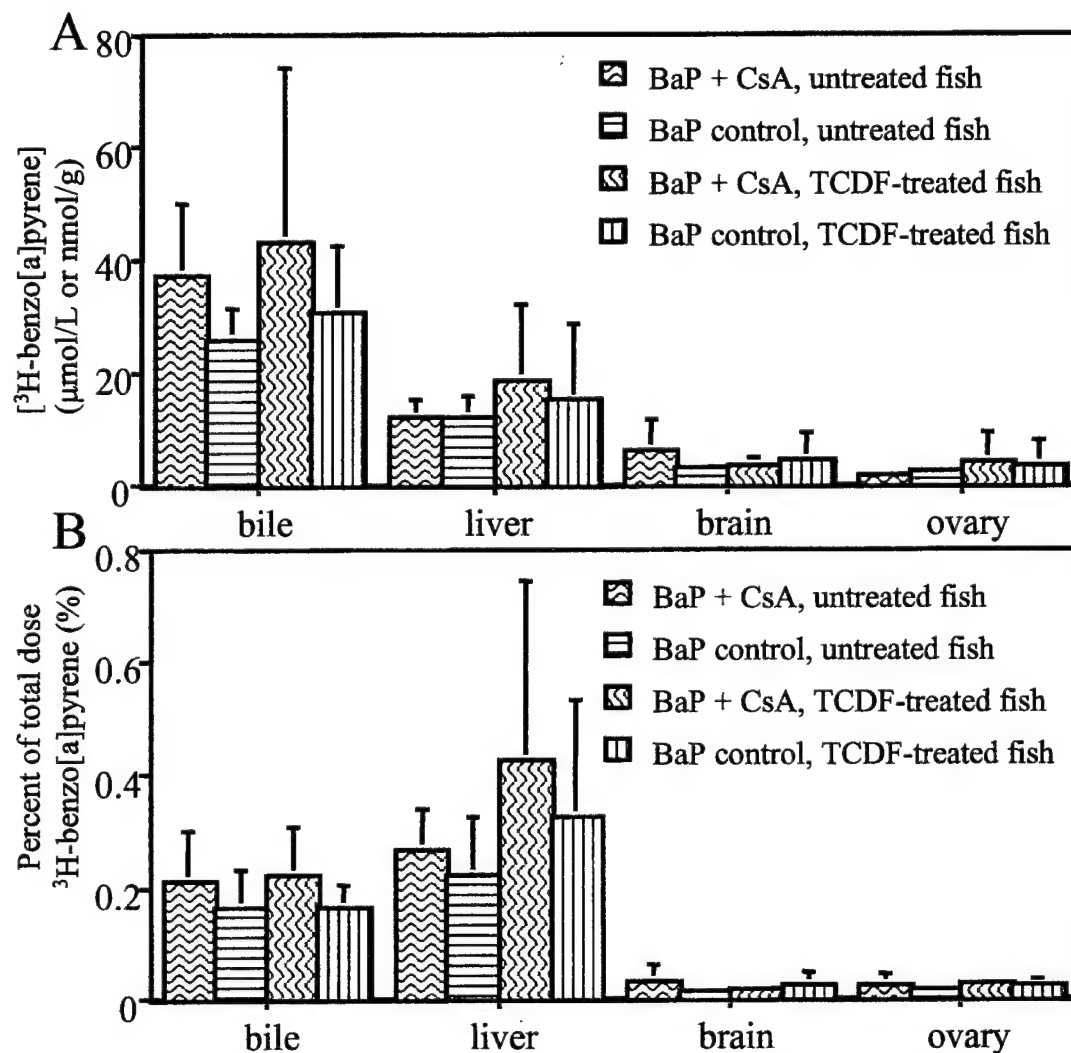 A
80
60
40
20
0
[³H-benzo[a]pyrene]
(μmol/L or nmol/g)
BaP + CsA, untreated fish
BaP control, untreated fish
BaP + CsA, TCDF-treated fish
BaP control, TCDF-treated fish
bile liver brain ovary
B
0.8
0.6
0.4
0.2
0
Percent of total dose
³H-benzo[a]pyrene (%)
BaP + CsA, untreated fish
BaP control, untreated fish
BaP + CsA, TCDF-treated fish
BaP control, TCDF-treated fish
bile liver brain ovary